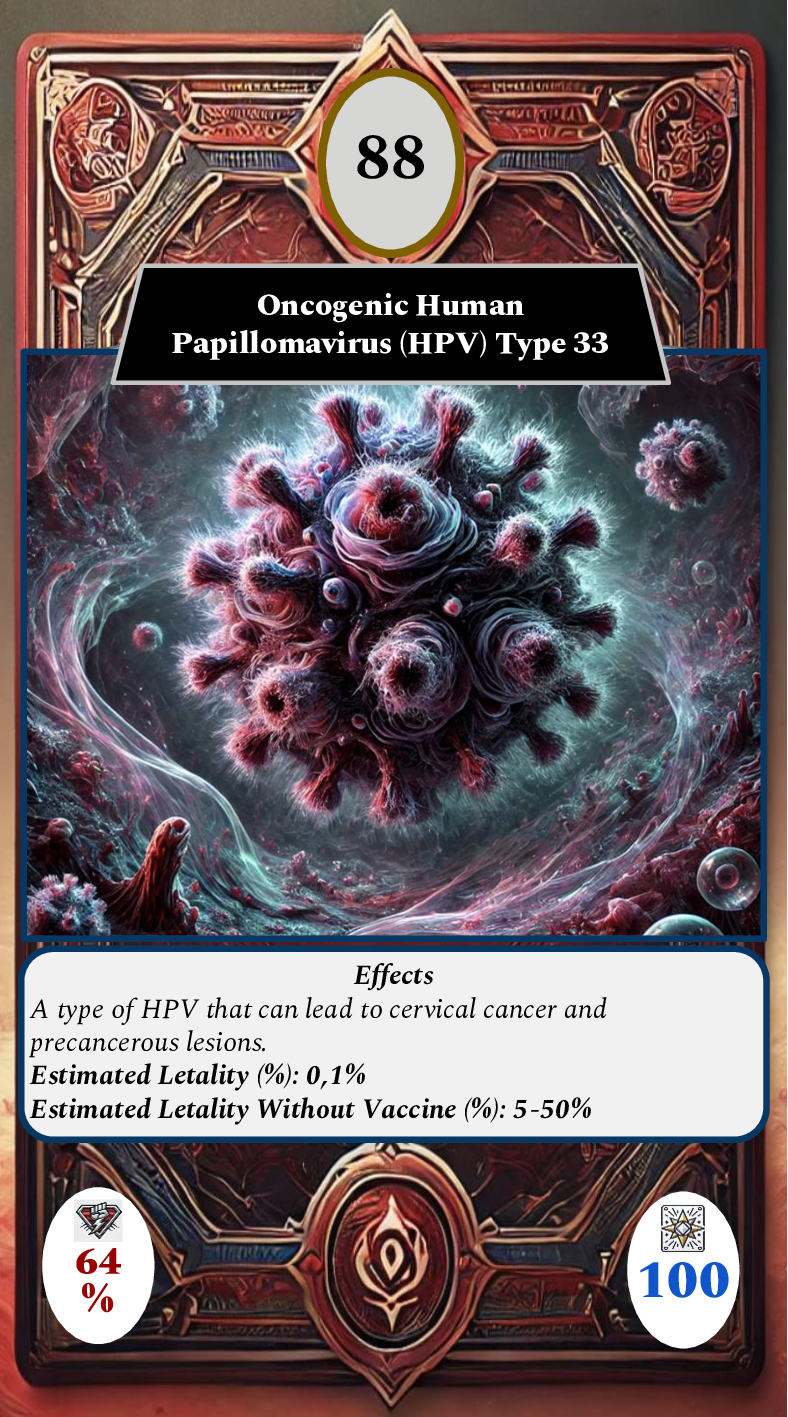 88
Oncogenic Human
Papillomavirus (HPV) Type 33
Effects
A type of HPV that can lead to cervical cancer and
precancerous lesions.
Estimated Letality (%): 0,1%
Estimated Letality Without Vaccine (%): 5-50%
64
%
100